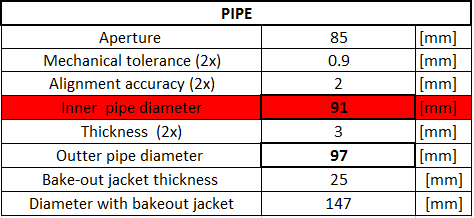 PIPE
Aperture 85 [mm]
Mechanical tolerance (2x) 0.9 [mm]
Alignment accuracy (2x) 2 [mm]
Inner pipe diameter 91 [mm]
Thickness (2x) 3 [mm]
Outter pipe diameter 97 [mm]
Bake-out jacket thickness 25 [mm]
Diameter with bakeout jacket 147 [mm]